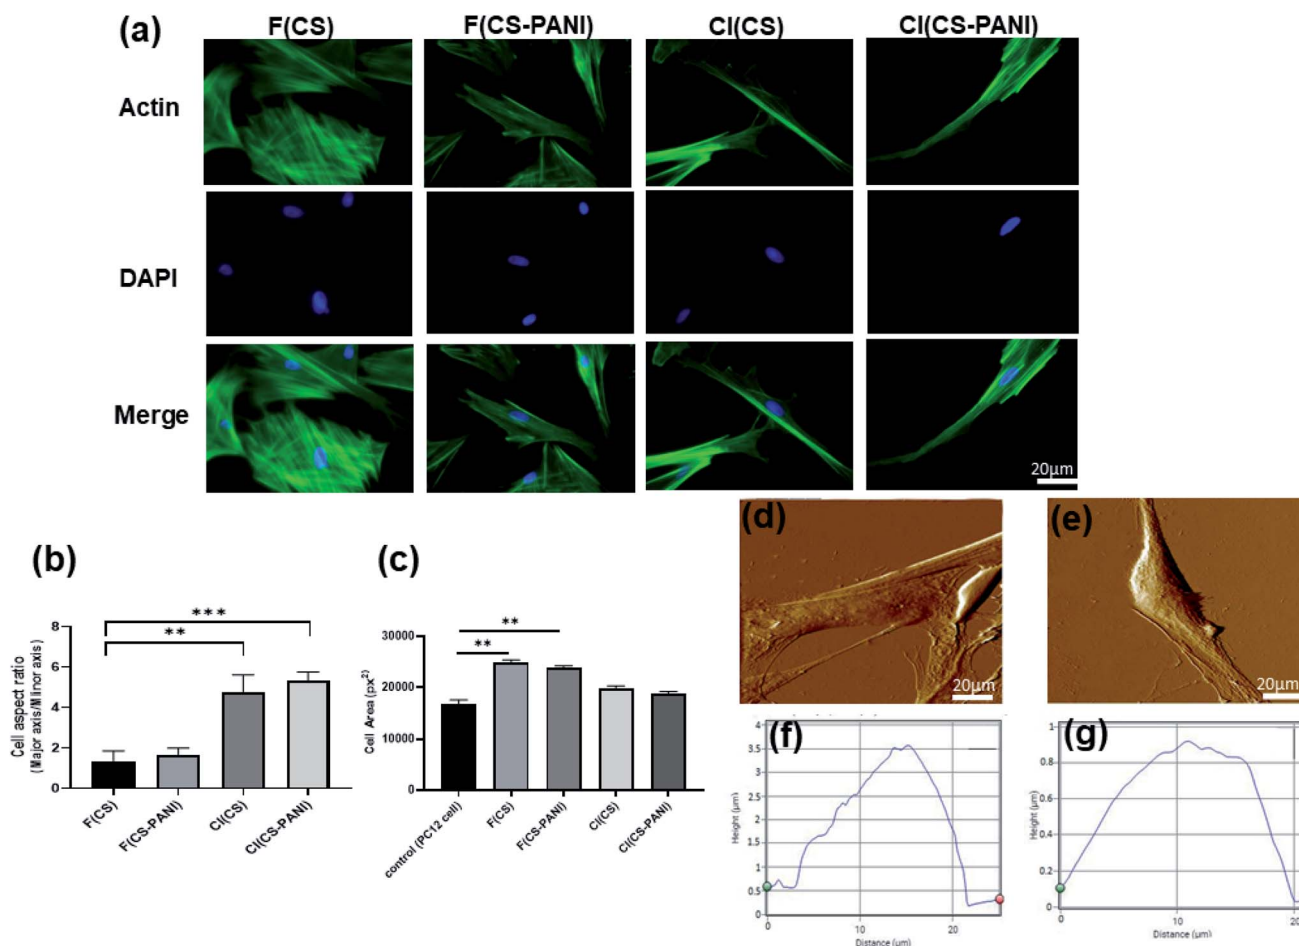 (a)
F(CS) F(CS-PANI) CI(CS) CI(CS-PANI)
Actin
DAPI
Merge
20µm
(b)
***
**
8
6
4
2
0
Cell aspect ratio
(Major axis/Minor axis)
F(CS)
F(CS-PANI)
CI(CS)
CI(CS-PANI)
(c)
**
**
30000
20000
10000
0
Cell Area (px²)
control (PC12 cell)
F(CS)
F(CS-PANI)
CI(CS)
CI(CS-PANI)
(d)
20µm
(e)
(f)
4
3.5
3
2.5
2
1.5
1
0.5
0
Height (µm)
0 10 20
Distance (µm)
(g)
1
0.8
0.6
0.4
0.2
0
Height (µm)
0 10 20
Distance (µm)